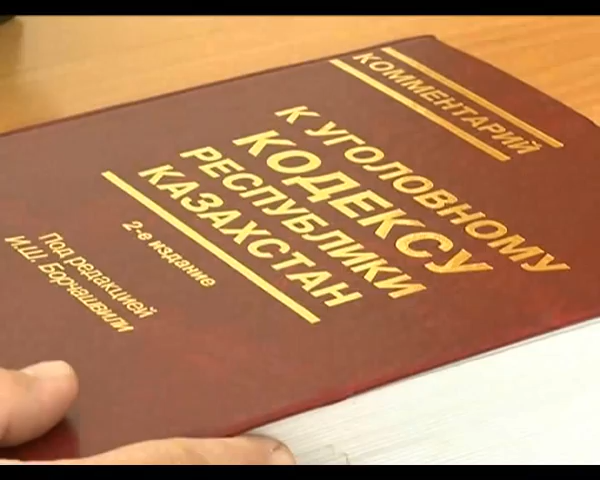 КОММЕНТАРИЙ
К УГОЛОВНОМУ
КОДЕКСУ
РЕСПУБЛИКИ
КАЗАХСТАН
2-е издание
Под редакцией
И.Ш. Борчашвили